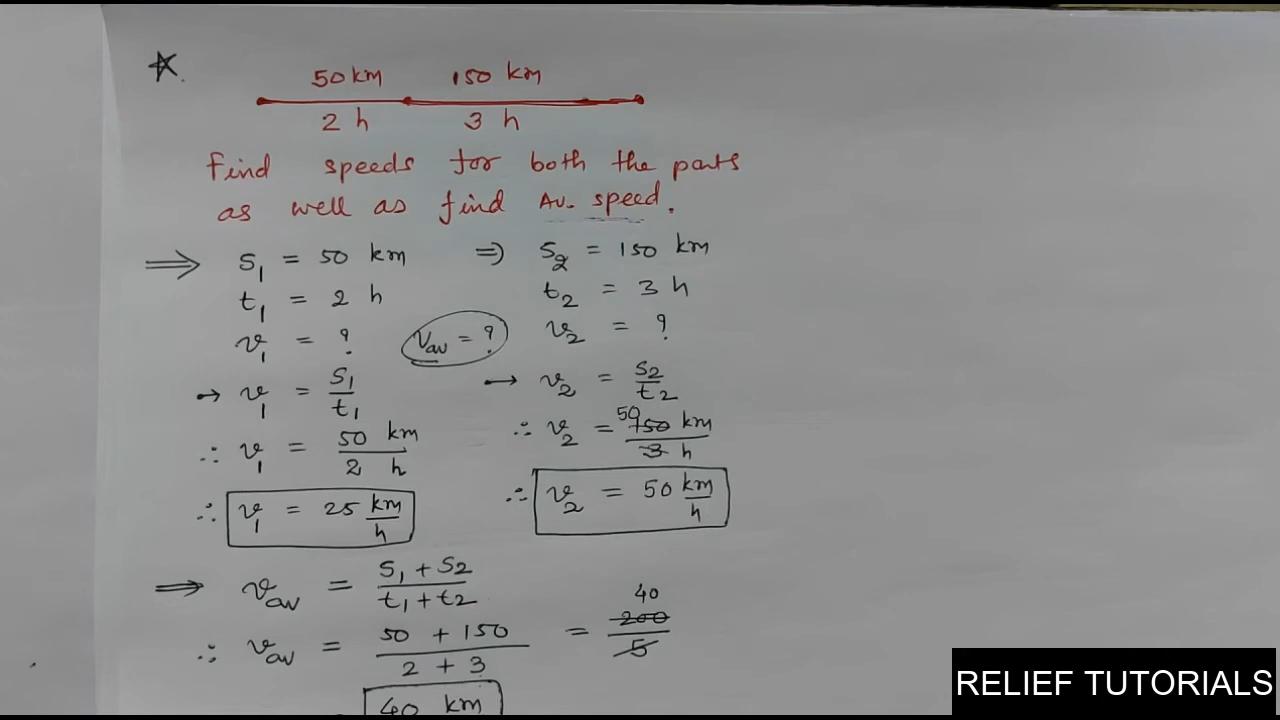 50 km 150 km
2 h 3 h
Find speeds for both the parts
as well as find Av. speed.
⇒ S₁ = 50 km ⇒ S₂ = 150 km
t₁ = 2 h t₂ = 3 h
v₁ = ? Vav = ? v₂ = ?
→ v₁ = S₁/t₁ → v₂ = S₂/t₂
∴ v₁ = 50 km / 2 h ∴ v₂ = 50 150 km / 3 h
∴ v₁ = 25 km/h ∴ v₂ = 50 km/h
⇒ vav = S₁ + S₂ / t₁ + t₂
∴ vav = 50 + 150 / 2 + 3 = 40 200 / 5
40 km
RELIEF TUTORIALS